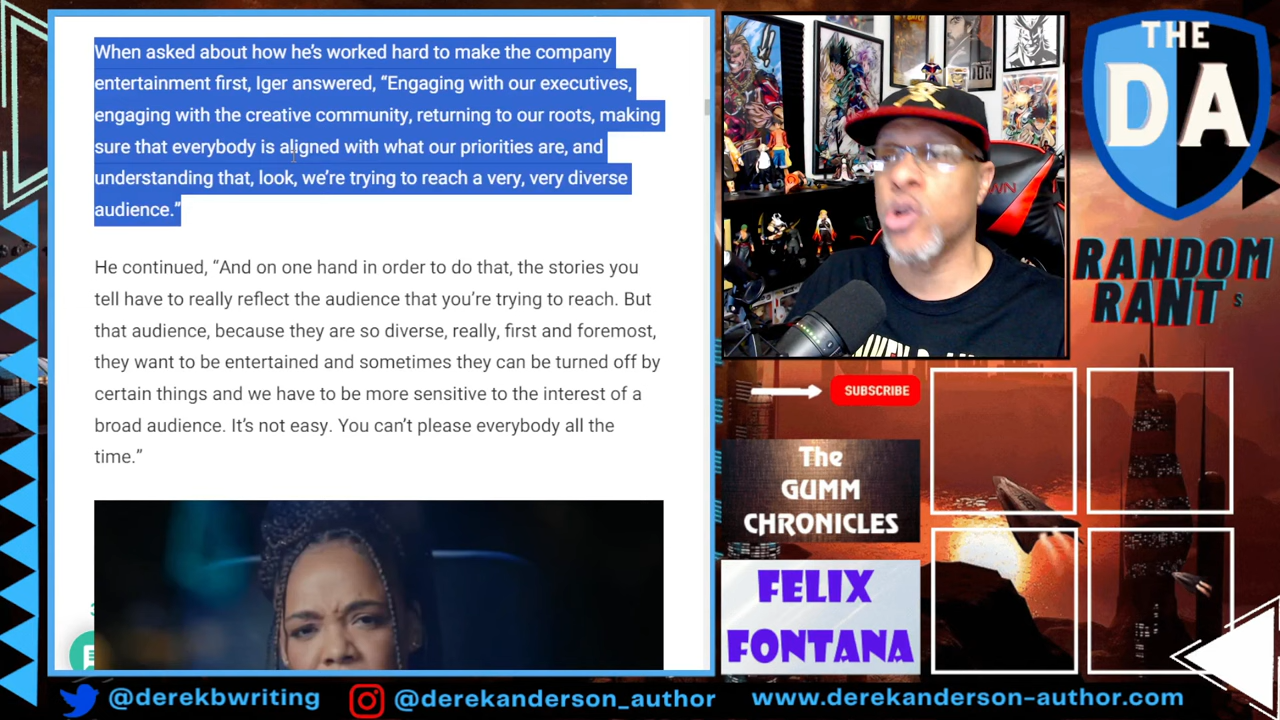 When asked about how he’s worked hard to make the company
entertainment first, Iger answered, “Engaging with our executives,
engaging with the creative community, returning to our roots, making
sure that everybody is aligned with what our priorities are, and
understanding that, look, we’re trying to reach a very, very diverse
audience.”
He continued, “And on one hand in order to do that, the stories you
tell have to really reflect the audience that you’re trying to reach. But
that audience, because they are so diverse, really, first and foremost,
they want to be entertained and sometimes they can be turned off by
certain things and we have to be more sensitive to the interest of a
broad audience. It’s not easy. You can’t please everybody all the
time.”
THE
DA
RANDOM
RANTS
SUBSCRIBE
The
GUMM
CHRONICLES
FELIX
FONTANA
@derekbwriting
@derekanderson_author
www.derekanderson-author.com